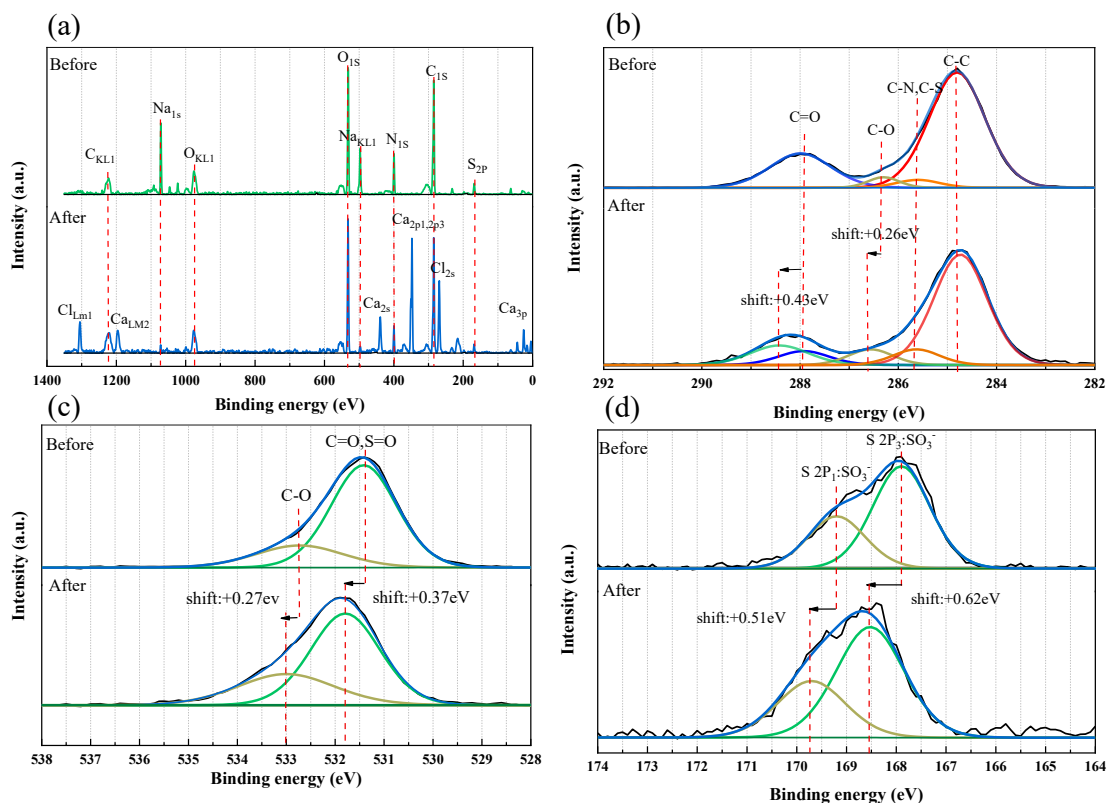 (a)
Before
O1S
C1S
Na1s
NaKL1
N1S
CKL1
OKL1
S2P
After
Ca2p1,2p3
Cl2s
Ca2s
ClLm1
CaLM2
Ca3p
Intensity (a.u.)
1400 1200 1000 800 600 400 200 0
Binding energy (eV)
(b)
Before
C-C
C-N,C-S
C=O
C-O
After
shift:+0.26eV
shift:+0.43eV
Intensity (a.u.)
292 290 288 286 284 282
Binding energy (eV)
(c)
Before
C=O,S=O
C-O
After
shift:+0.27ev
shift:+0.37eV
Intensity (a.u.)
538 537 536 535 534 533 532 531 530 529 528
Binding energy (eV)
(d)
Before
S 2P3:SO3-
S 2P1:SO3-
After
shift:+0.62eV
shift:+0.51eV
Intensity (a.u.)
174 173 172 171 170 169 168 167 166 165 164
Binding energy (eV)